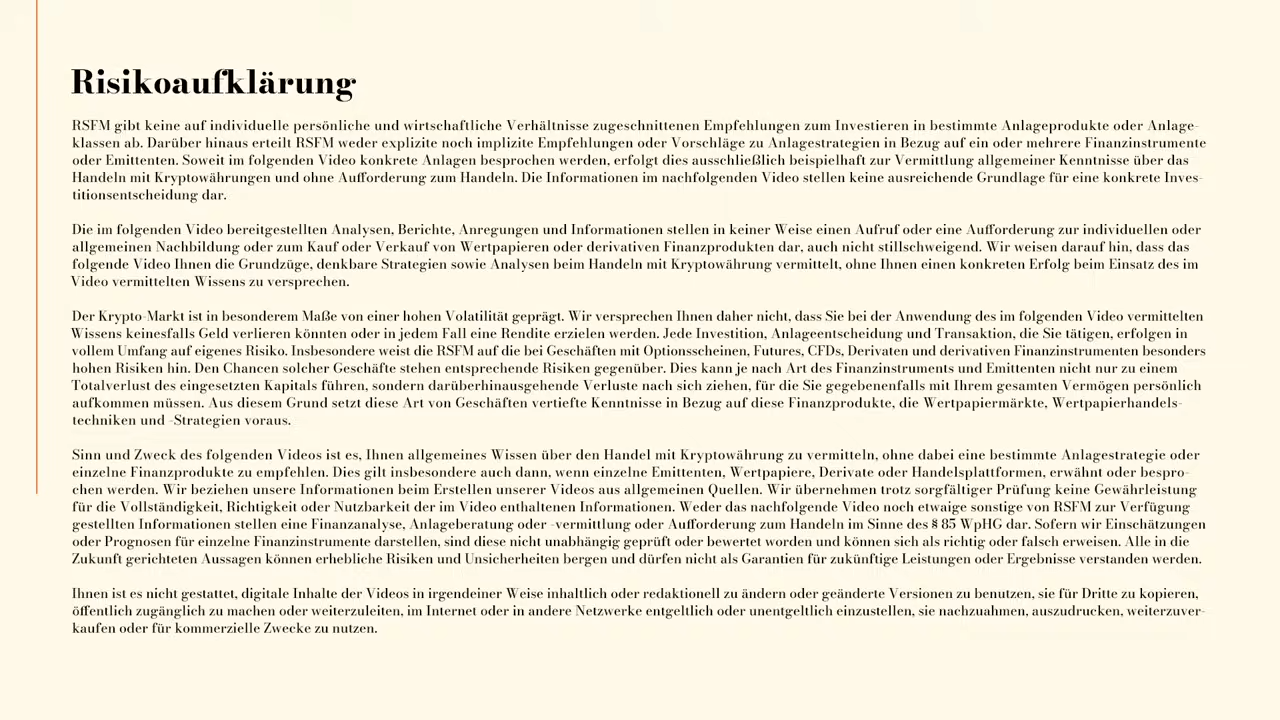 Risikoaufklärung
RSFM gibt keine auf individuelle persönliche und wirtschaftliche Verhältnisse zugeschnittenen Empfehlungen zum Investieren in bestimmte Anlageprodukte oder Anlage-
klassen ab. Darüber hinaus erteilt RSFM weder explizite noch implizite Empfehlungen oder Vorschläge zu Anlagestrategien in Bezug auf ein oder mehrere Finanzinstrumente
oder Emittenten. Soweit im folgenden Video konkrete Anlagen besprochen werden, erfolgt dies ausschließlich beispielhaft zur Vermittlung allgemeiner Kenntnisse über das
Handeln mit Kryptowährungen und ohne Aufforderung zum Handeln. Die Informationen im nachfolgenden Video stellen keine ausreichende Grundlage für eine konkrete Inves-
titionsentscheidung dar.
Die im folgenden Video bereitgestellten Analysen, Berichte, Anregungen und Informationen stellen in keiner Weise einen Aufruf oder eine Aufforderung zur individuellen oder
allgemeinen Nachbildung oder zum Kauf oder Verkauf von Wertpapieren oder derivativen Finanzprodukten dar, auch nicht stillschweigend. Wir weisen darauf hin, dass das
folgende Video Ihnen die Grundzüge, denkbare Strategien sowie Analysen beim Handeln mit Kryptowährung vermittelt, ohne Ihnen einen konkreten Erfolg beim Einsatz des im
Video vermittelten Wissens zu versprechen.
Der Krypto-Markt ist in besonderem Maße von einer hohen Volatilität geprägt. Wir versprechen Ihnen daher nicht, dass Sie bei der Anwendung des im folgenden Video vermittelten
Wissens keinesfalls Geld verlieren könnten oder in jedem Fall eine Rendite erzielen werden. Jede Investition, Anlageentscheidung und Transaktion, die Sie tätigen, erfolgen in
vollem Umfang auf eigenes Risiko. Insbesondere weist die RSFM auf die bei Geschäften mit Optionsscheinen, Futures, CFDs, Derivaten und derivativen Finanzinstrumenten besonders
hohen Risiken hin. Den Chancen solcher Geschäfte stehen entsprechende Risiken gegenüber. Dies kann je nach Art des Finanzinstruments und Emittenten nicht nur zu einem
Totalverlust des eingesetzten Kapitals führen, sondern darüberhinausgehende Verluste nach sich ziehen, für die Sie gegebenenfalls mit Ihrem gesamten Vermögen persönlich
aufkommen müssen. Aus diesem Grund setzt diese Art von Geschäften vertiefte Kenntnisse in Bezug auf diese Finanzprodukte, die Wertpapiermärkte, Wertpapierhandels-
techniken und -Strategien voraus.
Sinn und Zweck des folgenden Videos ist es, Ihnen allgemeines Wissen über den Handel mit Kryptowährung zu vermitteln, ohne dabei eine bestimmte Anlagestrategie oder
einzelne Finanzprodukte zu empfehlen. Dies gilt insbesondere auch dann, wenn einzelne Emittenten, Wertpapiere, Derivate oder Handelsplattformen, erwähnt oder bespro-
chen werden. Wir beziehen unsere Informationen beim Erstellen unserer Videos aus allgemeinen Quellen. Wir übernehmen trotz sorgfältiger Prüfung keine Gewährleistung
für die Vollständigkeit, Richtigkeit oder Nutzbarkeit der im Video enthaltenen Informationen. Weder das nachfolgende Video noch etwaige sonstige von RSFM zur Verfügung
gestellten Informationen stellen eine Finanzanalyse, Anlageberatung oder -vermittlung oder Aufforderung zum Handeln im Sinne des § 85 WpHG dar. Sofern wir Einschätzungen
oder Prognosen für einzelne Finanzinstrumente darstellen, sind diese nicht unabhängig geprüft oder bewertet worden und können sich als richtig oder falsch erweisen. Alle in die
Zukunft gerichteten Aussagen können erhebliche Risiken und Unsicherheiten bergen und dürfen nicht als Garantien für zukünftige Leistungen oder Ergebnisse verstanden werden.
Ihnen ist es nicht gestattet, digitale Inhalte der Videos in irgendeiner Weise inhaltlich oder redaktionell zu ändern oder geänderte Versionen zu benutzen, sie für Dritte zu kopieren,
öffentlich zugänglich zu machen oder weiterzuleiten, im Internet oder in andere Netzwerke entgeltlich oder unentgeltlich einzustellen, sie nachzuahmen, auszudrucken, weiterzuver-
kaufen oder für kommerzielle Zwecke zu nutzen.